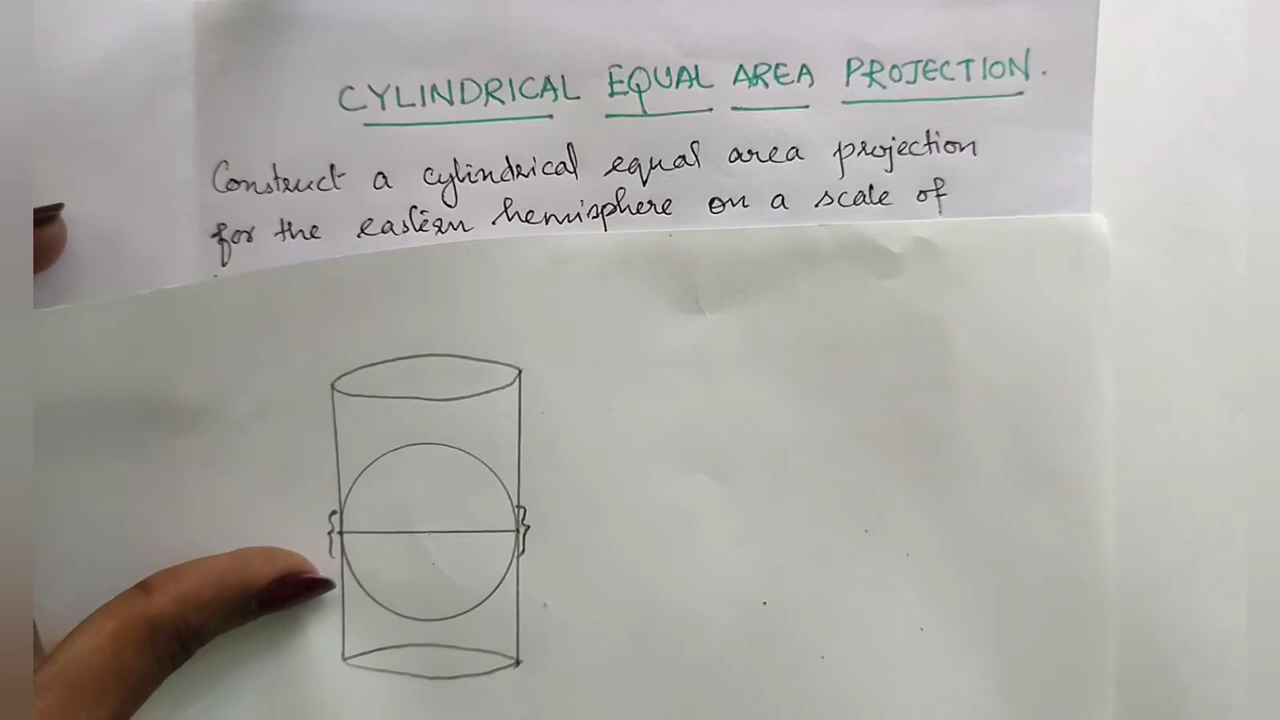 CYLINDRICAL EQUAL AREA PROJECTION.
Construct a cylindrical equal area projection
for the eastern hemisphere on a scale of